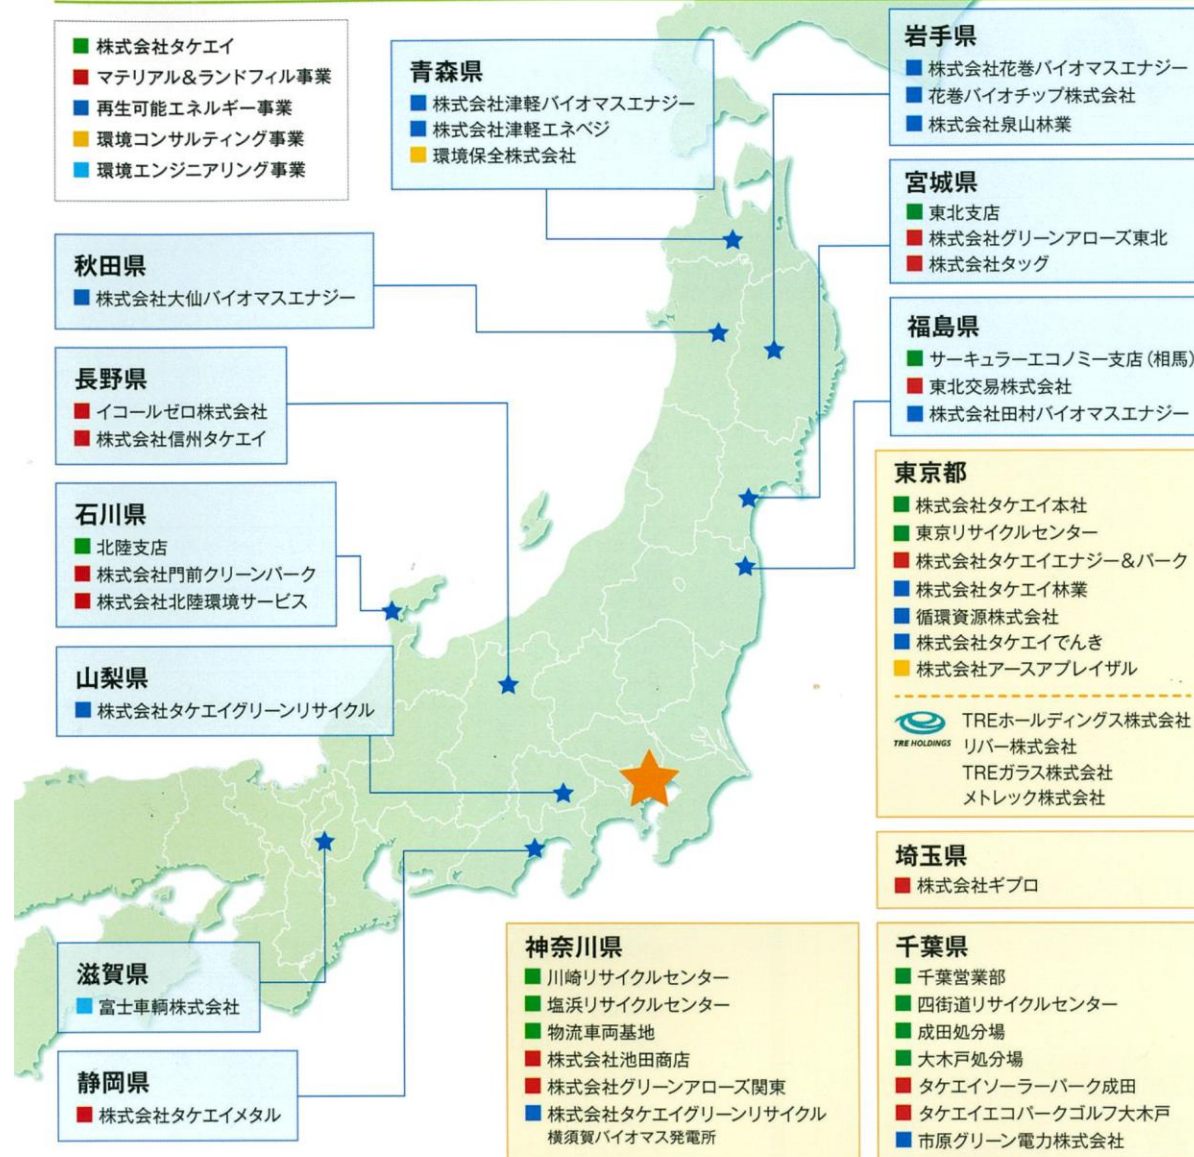 株式会社タケエイ
マテリアル&ランドフィル事業
再生可能エネルギー事業
環境コンサルティング事業
環境エンジニアリング事業
青森県
株式会社津軽バイオマスエナジー
株式会社津軽エネベジ
環境保全株式会社
岩手県
株式会社花巻バイオマスエナジー
花巻バイオチップ株式会社
株式会社泉山林業
宮城県
東北支店
株式会社グリーンアローズ東北
株式会社タッグ
秋田県
株式会社大仙バイオマスエナジー
福島県
サーキュラーエコノミー支店(相馬)
東北交易株式会社
株式会社田村バイオマスエナジー
長野県
イコールゼロ株式会社
株式会社信州タケエイ
石川県
北陸支店
株式会社門前クリーンパーク
株式会社北陸環境サービス
山梨県
株式会社タケエイグリーンリサイクル
東京都
株式会社タケエイ本社
東京リサイクルセンター
株式会社タケエイエナジー&パーク
株式会社タケエイ林業
循環資源株式会社
株式会社タケエイでんき
株式会社アースアプレイザル
TRE HOLDINGS
TREホールディングス株式会社
リバー株式会社
TREガラス株式会社
メトレック株式会社
埼玉県
株式会社ギプロ
滋賀県
富士車輌株式会社
静岡県
株式会社タケエイメタル
神奈川県
川崎リサイクルセンター
塩浜リサイクルセンター
物流車両基地
株式会社池田商店
株式会社グリーンアローズ関東
株式会社タケエイグリーンリサイクル
横須賀バイオマス発電所
千葉県
千葉営業部
四街道リサイクルセンター
成田処分場
大木戸処分場
タケエイソーラーパーク成田
タケエイエコパークゴルフ大木戸
市原グリーン電力株式会社